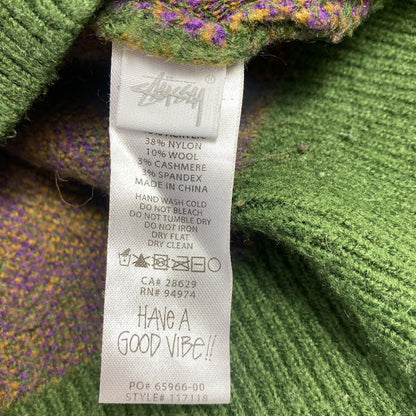 Stüssy
38% NYLON
10% WOOL
3% CASHMERE
3% SPANDEX
MADE IN CHINA
HAND WASH COLD
DO NOT BLEACH
DO NOT TUMBLE DRY
DO NOT IRON
DRY FLAT
DRY CLEAN
CA# 28629
RN# 94974
HAVE A
GOOD VIBE!!
PO# 65966-00
STYLE# 117118